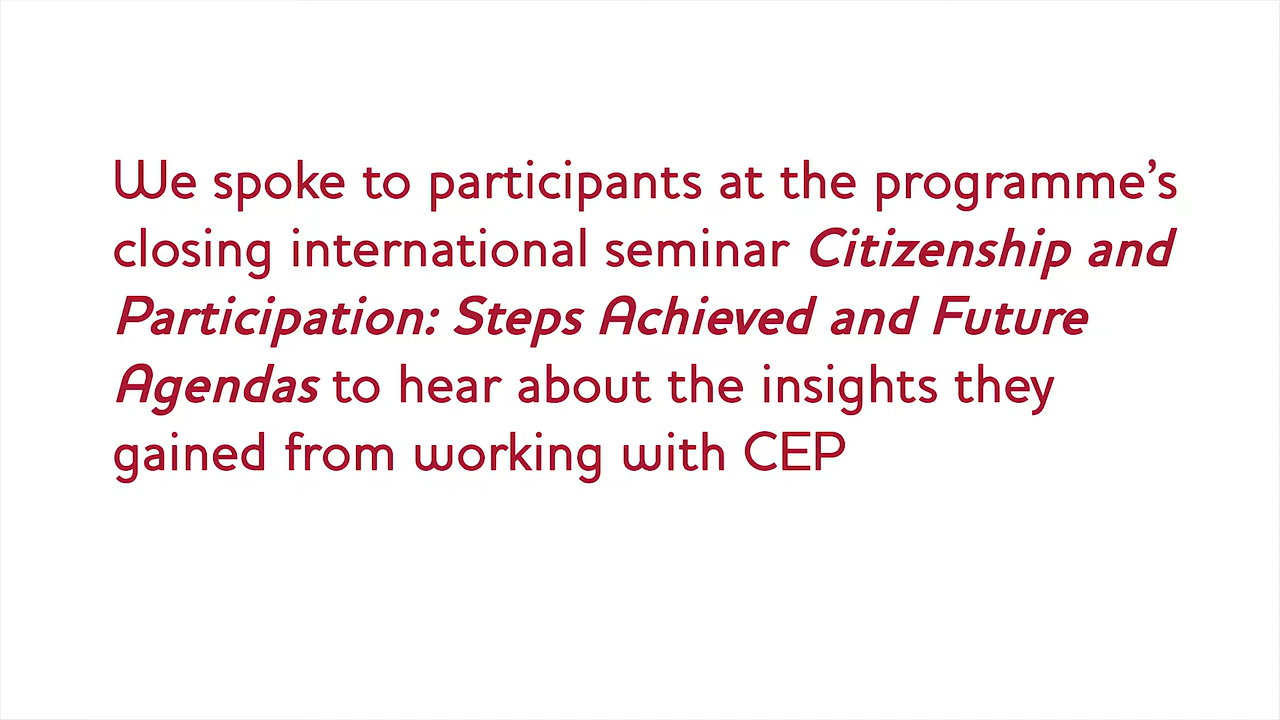 We spoke to participants at the programme’s
closing international seminar Citizenship and
Participation: Steps Achieved and Future
Agendas to hear about the insights they
gained from working with CEP